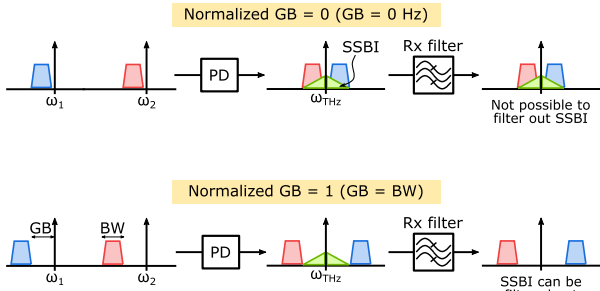 Normalized GB = 0 (GB = 0 Hz)
SSBI
Rx filter
PD
ω1
ω2
ωTHz
Not possible to
filter out SSBI
Normalized GB = 1 (GB = BW)
GB
BW
Rx filter
PD
ω1
ω2
ωTHz
SSBI can be